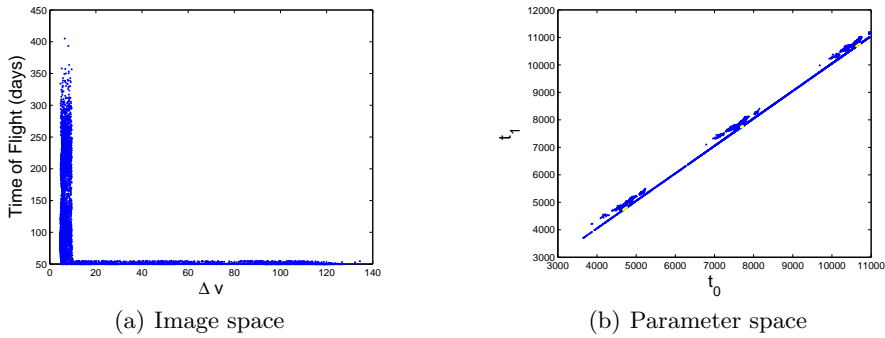 450
400
350
300
250
200
150
100
50
Time of Flight (days)
0 20 40 60 80 100 120 140
Δ v
(a) Image space
12000
11000
10000
9000
8000
7000
6000
5000
4000
3000
t_1
3000 4000 5000 6000 7000 8000 9000 10000 11000
t_0
(b) Parameter space